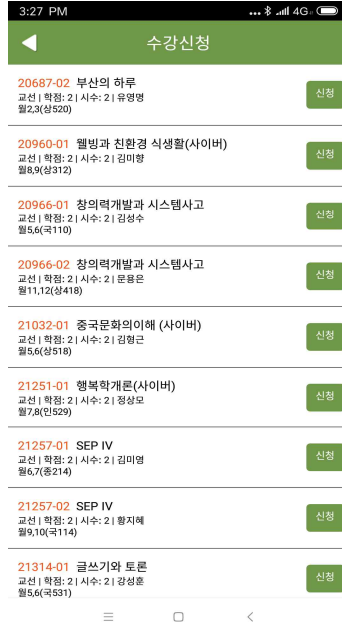 3:27 PM ... 4G
수강신청
20687-02 부산의 하루
교선 | 학점: 2 | 시수: 2 | 유영명
월2,3(상520)
신청
20960-01 웰빙과 친환경 식생활(사이버)
교선 | 학점: 2 | 시수: 2 | 김미향
월8,9(상312)
신청
20966-01 창의력개발과 시스템사고
교선 | 학점: 2 | 시수: 2 | 김성수
월5,6(국110)
신청
20966-02 창의력개발과 시스템사고
교선 | 학점: 2 | 시수: 2 | 문용은
월11,12(상418)
신청
21032-01 중국문화의이해 (사이버)
교선 | 학점: 2 | 시수: 2 | 김형근
월5,6(상518)
신청
21251-01 행복학개론(사이버)
교선 | 학점: 2 | 시수: 2 | 정상모
월7,8(인529)
신청
21257-01 SEP IV
교선 | 학점: 2 | 시수: 2 | 김미영
월6,7(종214)
신청
21257-02 SEP IV
교선 | 학점: 2 | 시수: 2 | 황지혜
월9,10(국114)
신청
21314-01 글쓰기와 토론
교선 | 학점: 2 | 시수: 2 | 강성훈
월5,6(국531)
신청